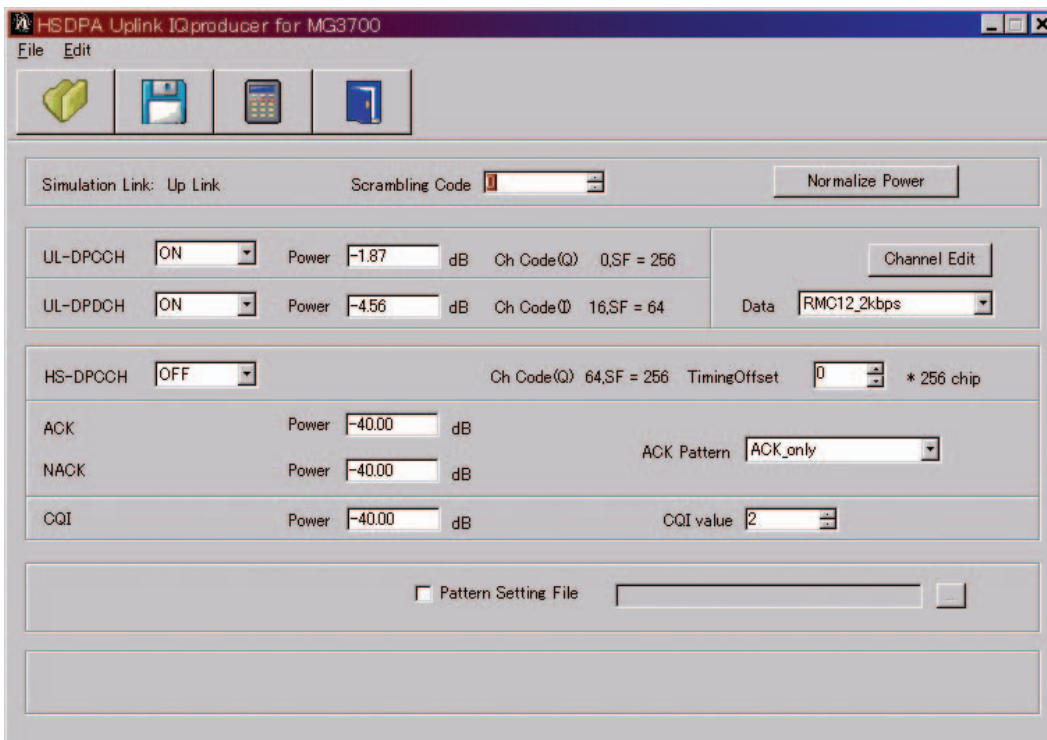 HSDPA Uplink IQproducer for MG3700
File Edit
Simulation Link: Up Link Scrambling Code Normalize Power
UL-DPCCH ON Power -1.87 dB Ch Code(Q) 0,SF = 256 Channel Edit
UL-DPDCH ON Power -4.56 dB Ch Code(I) 16,SF = 64 Data RMC12_2kbps
HS-DPCCH OFF Ch Code(Q) 64,SF = 256 TimingOffset 0 * 256 chip
ACK Power -40.00 dB
ACK Pattern ACK_only
NACK Power -40.00 dB
CQI Power -40.00 dB CQI value 2
Pattern Setting File ...